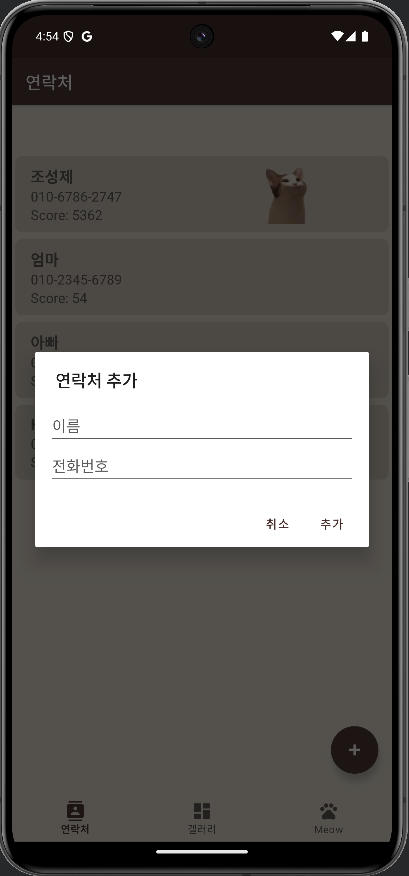 4:54
연락처
조성제
010-6786-2747
Score: 5362
엄마
010-2345-6789
Score: 54
아빠
연락처 추가
이름
전화번호
취소 추가
+
연락처 갤러리 Meow